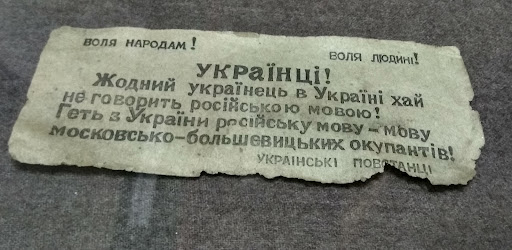 ВОЛЯ НАРОДАМ! ВОЛЯ ЛЮДИНІ!
УКРАЇНЦІ!
Жодний українець в Україні хай
не говорить російською мовою!
Геть з України російську мову – мову
московсько-большевицьких окупантів!
УКРАЇНСЬКІ ПОВСТАНЦІ